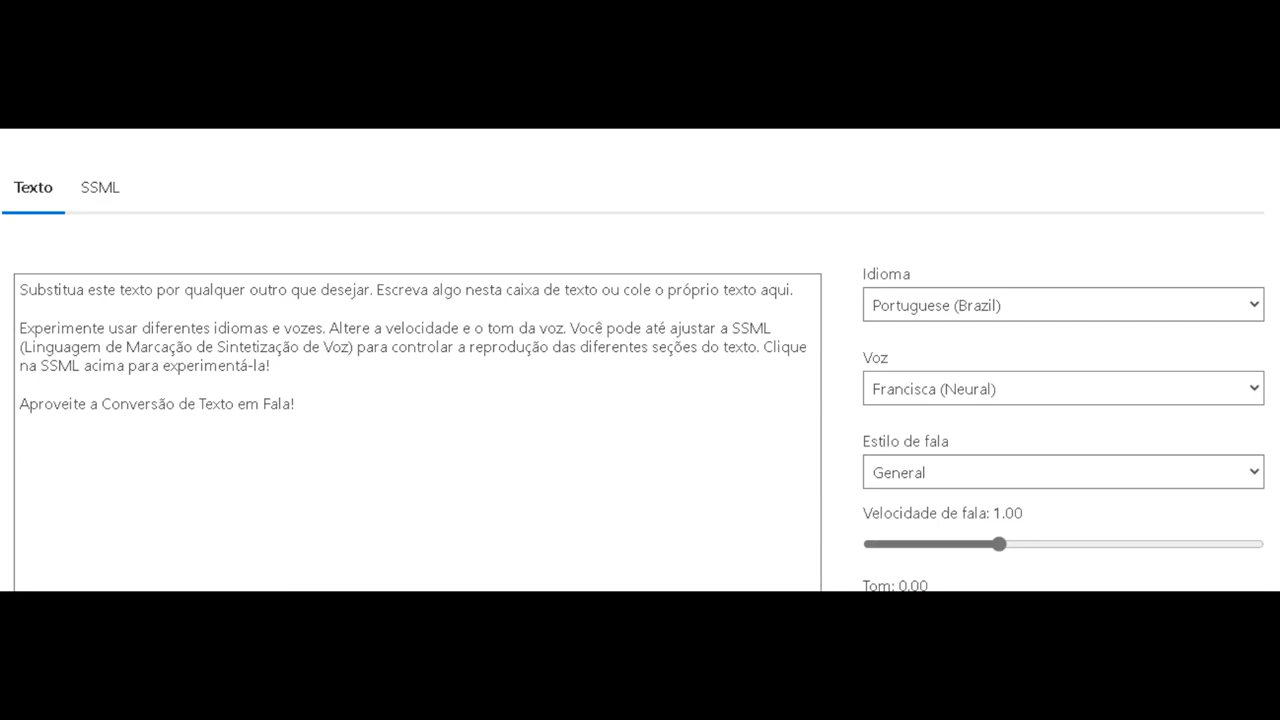 Texto
SSML
Substitua este texto por qualquer outro que desejar. Escreva algo nesta caixa de texto ou cole o próprio texto aqui.
Experimente usar diferentes idiomas e vozes. Altere a velocidade e o tom da voz. Você pode até ajustar a SSML
(Linguagem de Marcação de Sintetização de Voz) para controlar a reprodução das diferentes seções do texto. Clique
na SSML acima para experimentá-la!
Aproveite a Conversão de Texto em Fala!
Idioma
Portuguese (Brazil)
Voz
Francisca (Neural)
Estilo de fala
General
Velocidade de fala: 1.00
Tom: 0.00